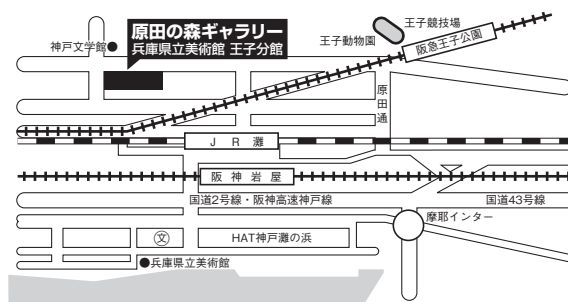 原田の森ギャラリー
兵庫県立美術館 王子分館
神戸文学館
王子競技場
王子動物園
阪急王子公園
原田通
JR灘
阪神岩屋
国道2号線・阪神高速神戸線
国道43号線
摩耶インター
文
HAT神戸灘の浜
兵庫県立美術館